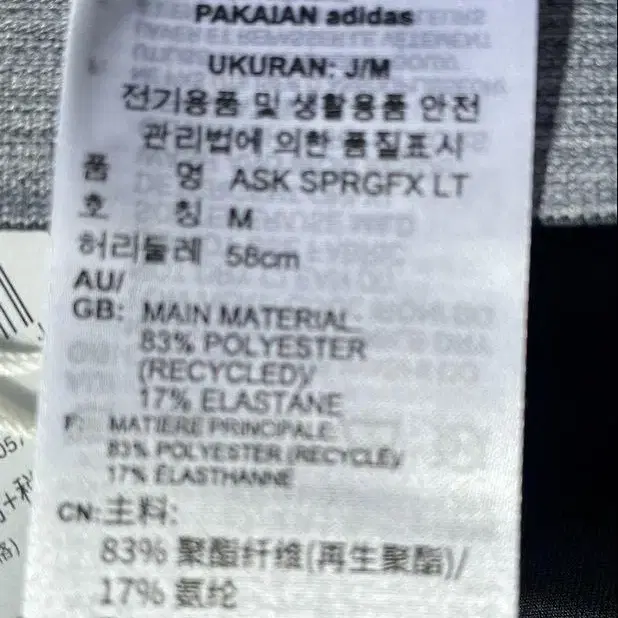 PAKAIAN adidas
UKURAN: J/M
전기용품 및 생활용품 안전
관리법에 의한 품질표시
품 명 ASK SPRGFX LT
호 칭 M
허리둘레 58cm
AU/
GB: MAIN MATERIAL:
83% POLYESTER
(RECYCLED)/
17% ELASTANE
F: MATIERE PRINCIPALE:
83% POLYESTER (RECYCLE)/
17% ÉLASTHANNE
CN:主料:
83% 聚酯纤维(再生聚酯)/
17% 氨纶